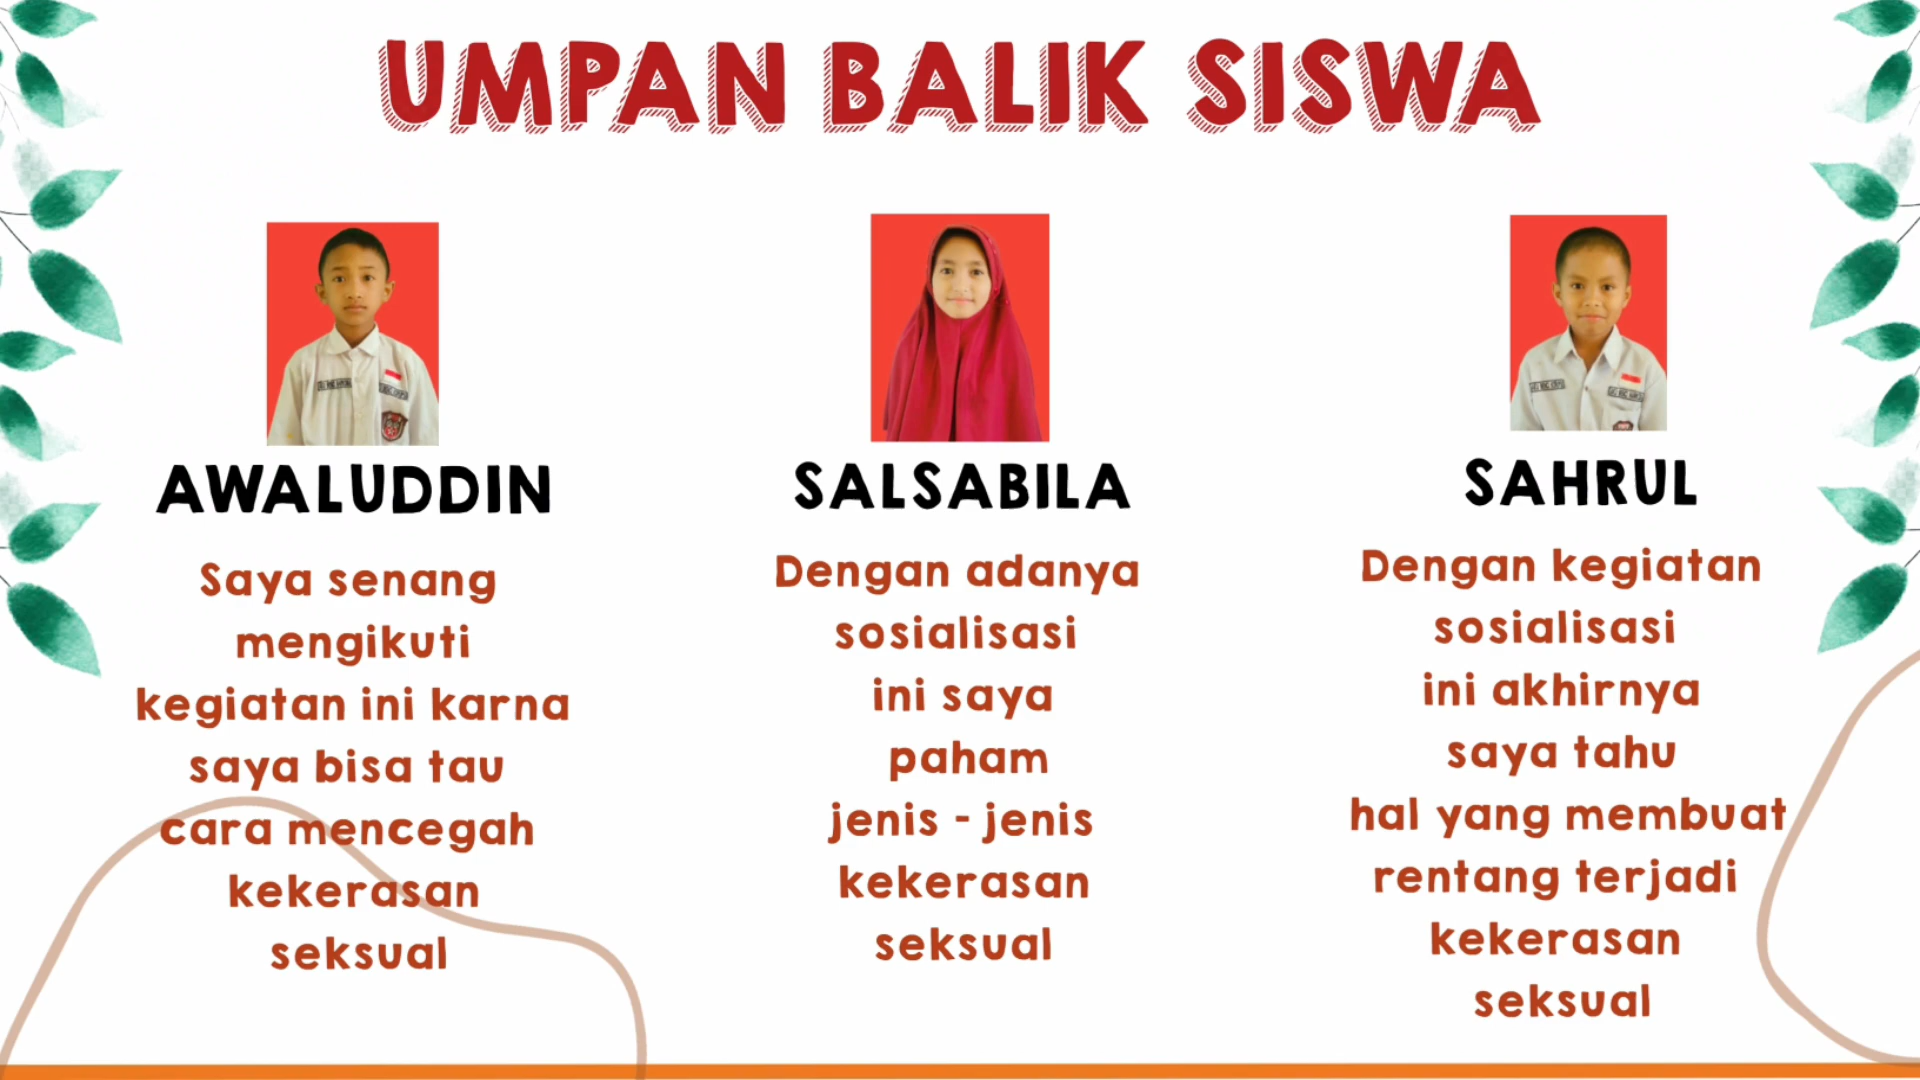 UMPAN BALIK SISWA
AWALUDDIN
Saya senang
mengikuti
kegiatan ini karna
saya bisa tau
cara mencegah
kekerasan
seksual
SALSABILA
Dengan adanya
sosialisasi
ini saya
paham
jenis - jenis
kekerasan
seksual
SAHRUL
Dengan kegiatan
sosialisasi
ini akhirnya
saya tahu
hal yang membuat
rentang terjadi
kekerasan
seksual